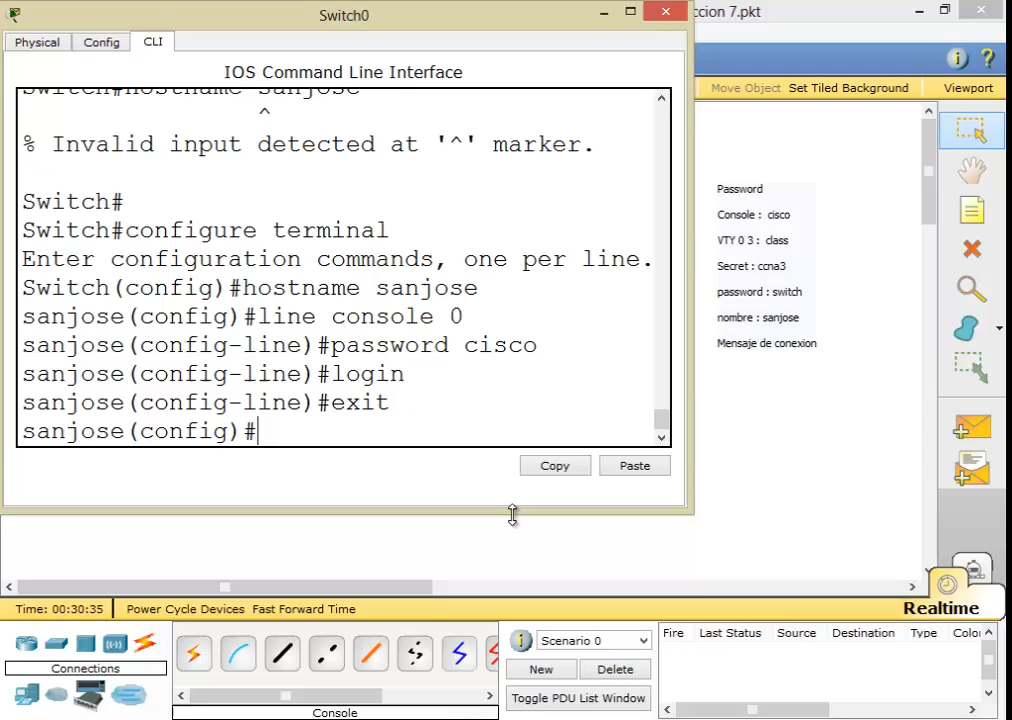 Switch0
ccion 7.pkt
Physical
Config
CLI
IOS Command Line Interface
Switch#hostname sanjose
^
% Invalid input detected at '^' marker.
Switch#
Switch#configure terminal
Enter configuration commands, one per line.
Switch(config)#hostname sanjose
sanjose(config)#line console 0
sanjose(config-line)#password cisco
sanjose(config-line)#login
sanjose(config-line)#exit
sanjose(config)#
Copy
Paste
Move Object
Set Tiled Background
Viewport
Password
Console : cisco
VTY 0 3 : class
Secret : ccna3
password : switch
nombre : sanjose
Mensaje de conexion
Time: 00:30:35
Power Cycle Devices
Fast Forward Time
Realtime
Connections
Console
Scenario 0
New
Delete
Toggle PDU List Window
Fire
Last Status
Source
Destination
Type
Color